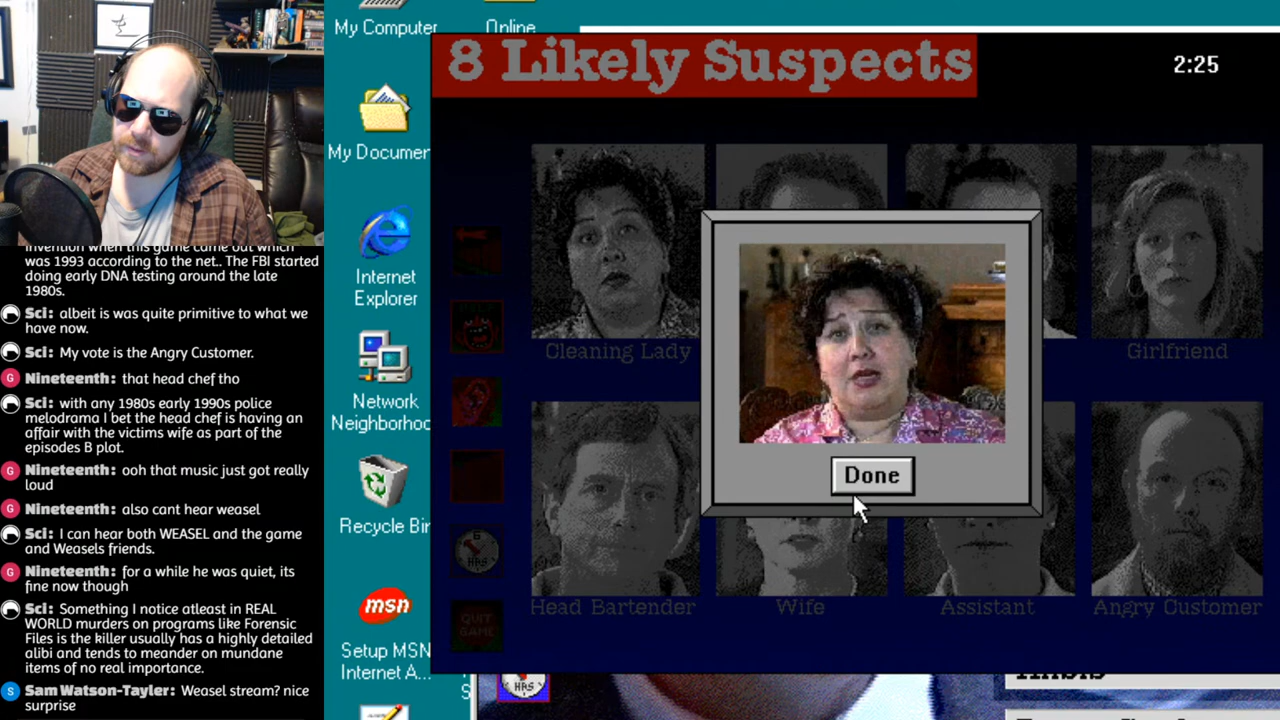 My Computer
Online
8 Likely Suspects
2:25
My Documen
Internet
Explorer
Network
Neighborhoo
Recycle Bin
msn
Setup MSN
Internet A...
Cleaning Lady
Girlfriend
Done
Head Bartender
Wife
Assistant
Angry Customer
6
HRS
QUIT
GAME
HRS
S
invention when this game came out which
was 1993 according to the net.. The FBI started
doing early DNA testing around the late
1980s.
Sci: albeit is was quite primitive to what we
have now.
Sci: My vote is the Angry Customer.
G Nineteenth: that head chef tho
Sci: with any 1980s early 1990s police
melodrama I bet the head chef is having an
affair with the victims wife as part of the
episodes B plot.
G Nineteenth: ooh that music just got really
loud
G Nineteenth: also cant hear weasel
Sci: I can hear both WEASEL and the game
and Weasels friends.
G Nineteenth: for a while he was quiet, its
fine now though
Sci: Something I notice atleast in REAL
WORLD murders on programs like Forensic
Files is the killer usually has a highly detailed
alibi and tends to meander on mundane
items of no real importance.
S Sam Watson-Tayler: Weasel stream? nice
surprise